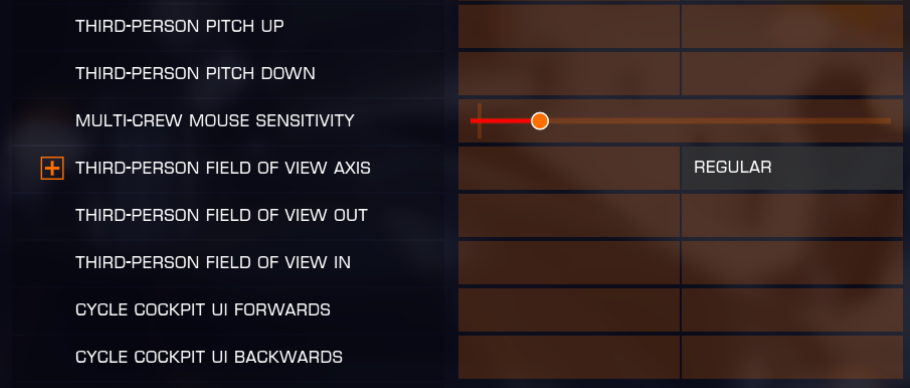 THIRD-PERSON PITCH UP
THIRD-PERSON PITCH DOWN
MULTI-CREW MOUSE SENSITIVITY
THIRD-PERSON FIELD OF VIEW AXIS REGULAR
THIRD-PERSON FIELD OF VIEW OUT
THIRD-PERSON FIELD OF VIEW IN
CYCLE COCKPIT UI FORWARDS
CYCLE COCKPIT UI BACKWARDS